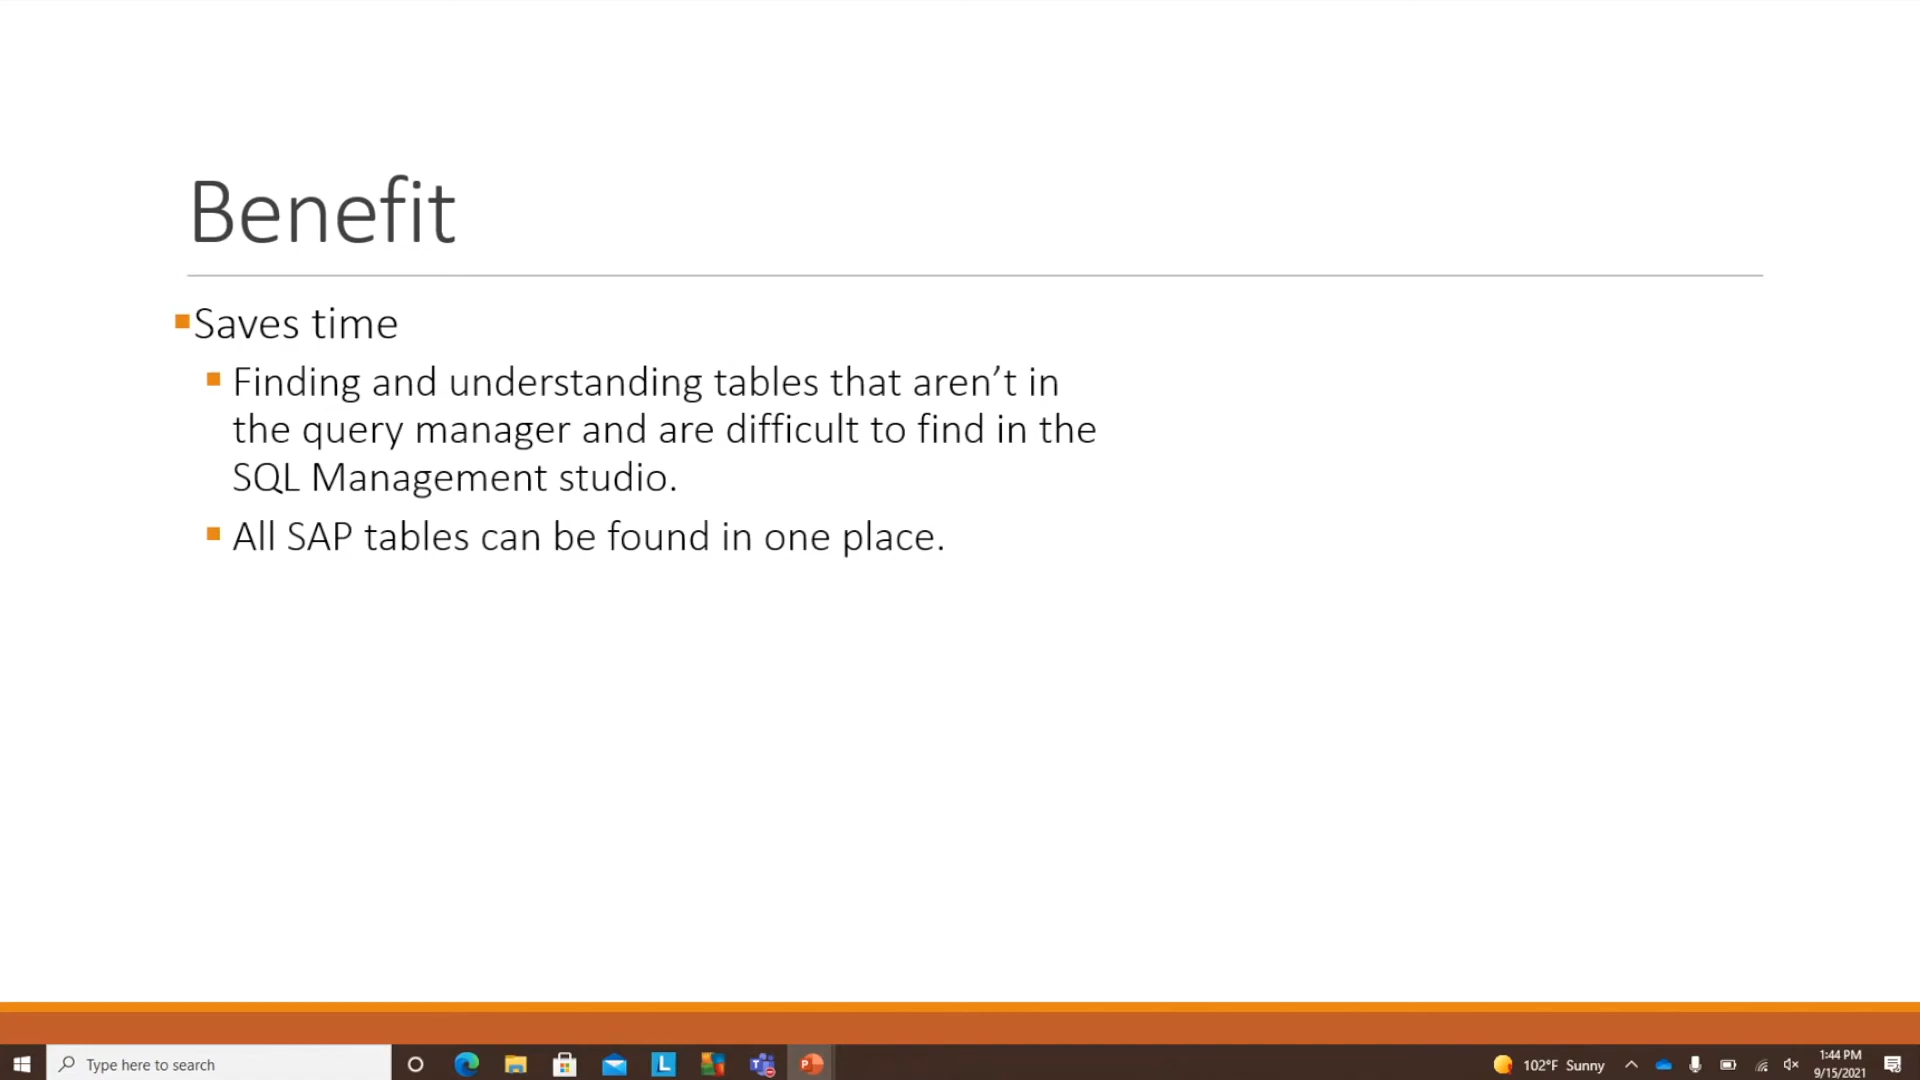 Benefit
▪Saves time
▪ Finding and understanding tables that aren’t in
the query manager and are difficult to find in the
SQL Management studio.
▪ All SAP tables can be found in one place.
Type here to search
L
T
P
102°F Sunny
1:44 PM
9/15/2021